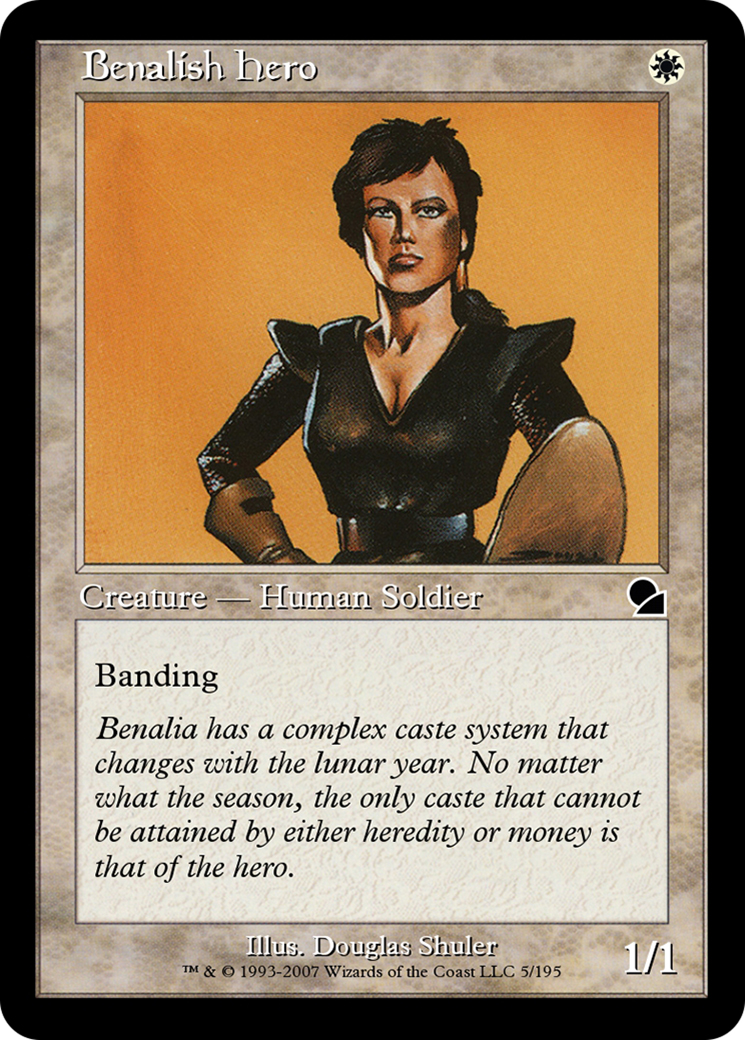 Benalish Hero
Creature — Human Soldier
Banding
Benalia has a complex caste system that
changes with the lunar year. No matter
what the season, the only caste that cannot
be attained by either heredity or money is
that of the hero.
Illus. Douglas Shuler
™ & © 1993-2007 Wizards of the Coast LLC 5/195
1/1